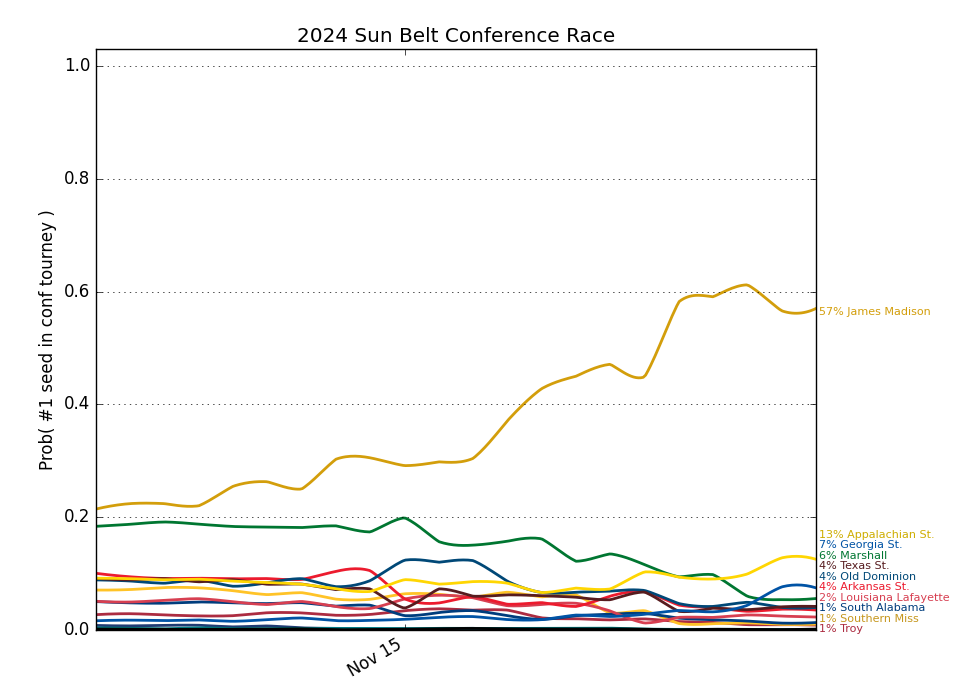 2024 Sun Belt Conference Race
Prob( #1 seed in conf tourney )
1.0
0.8
0.6
0.4
0.2
0.0
Nov 15
57% James Madison
13% Appalachian St.
7% Georgia St.
6% Marshall
4% Texas St.
4% Old Dominion
4% Arkansas St.
2% Louisiana Lafayette
1% South Alabama
1% Southern Miss
1% Troy